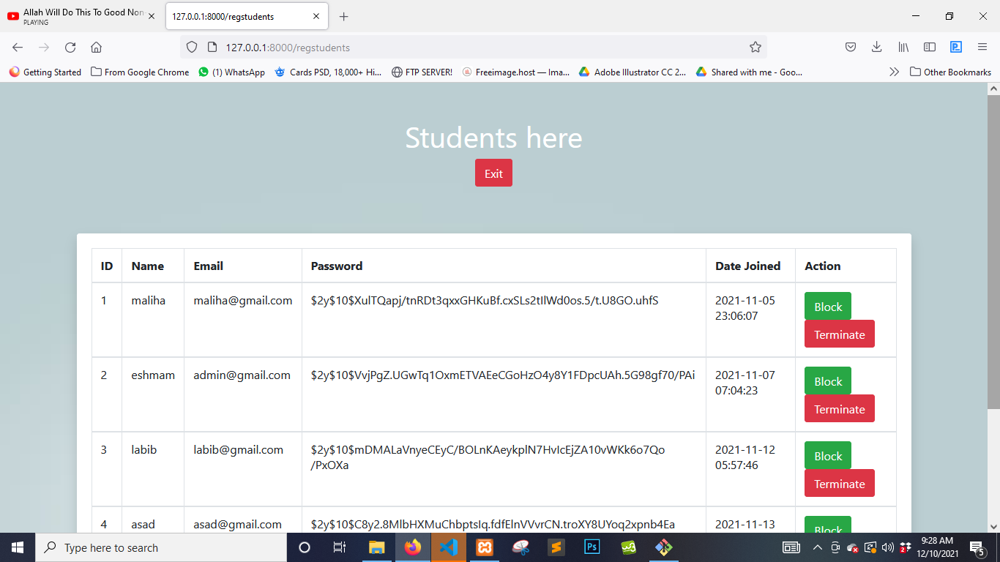 Allah Will Do This To Good Non-
PLAYING
127.0.0.1:8000/regstudents
127.0.0.1:8000/regstudents
Getting Started From Google Chrome (1) WhatsApp Cards PSD, 18,000+ Hi... FTP SERVER! Freeimage.host — Ima... Adobe Illustrator CC 2... Shared with me - Goo... Other Bookmarks
Students here
Exit
ID Name Email Password Date Joined Action
1 maliha maliha@gmail.com $2y$10$XulTQapj/tnRDt3qxxGHKuBf.cxSLs2tIlWd0os.5/t.U8GO.uhfS 2021-11-05
23:06:07
Block
Terminate
2 eshmam admin@gmail.com $2y$10$VvjPgZ.UGwTq1OxmETVAEeCGoHzO4y8Y1FDpcUAh.5G98gf70/PAi 2021-11-07
07:04:23
Block
Terminate
3 labib labib@gmail.com $2y$10$mDMALaVnyeCEyC/BOLnKAeykplN7HvIcEjZA10vWKk6o7Qo
/PxOXa
2021-11-12
05:57:46
Block
Terminate
4 asad asad@gmail.com $2y$10$C8y2.8MlbHXMuChbptsIq.fdfElnVVvrCN.troXY8UYoq2xpnb4Ea 2021-11-13
Block
Type here to search
9:28 AM
12/10/2021
5